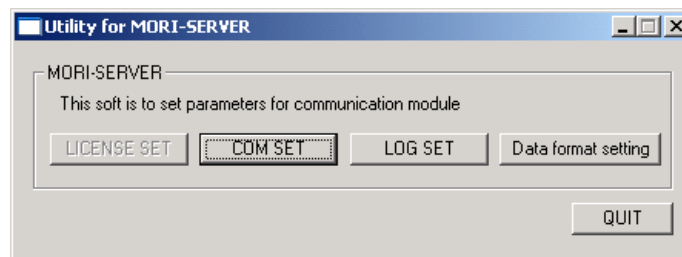 Utility for MORI-SERVER
MORI-SERVER
This soft is to set parameters for communication module
LICENSE SET
COM SET
LOG SET
Data format setting
QUIT